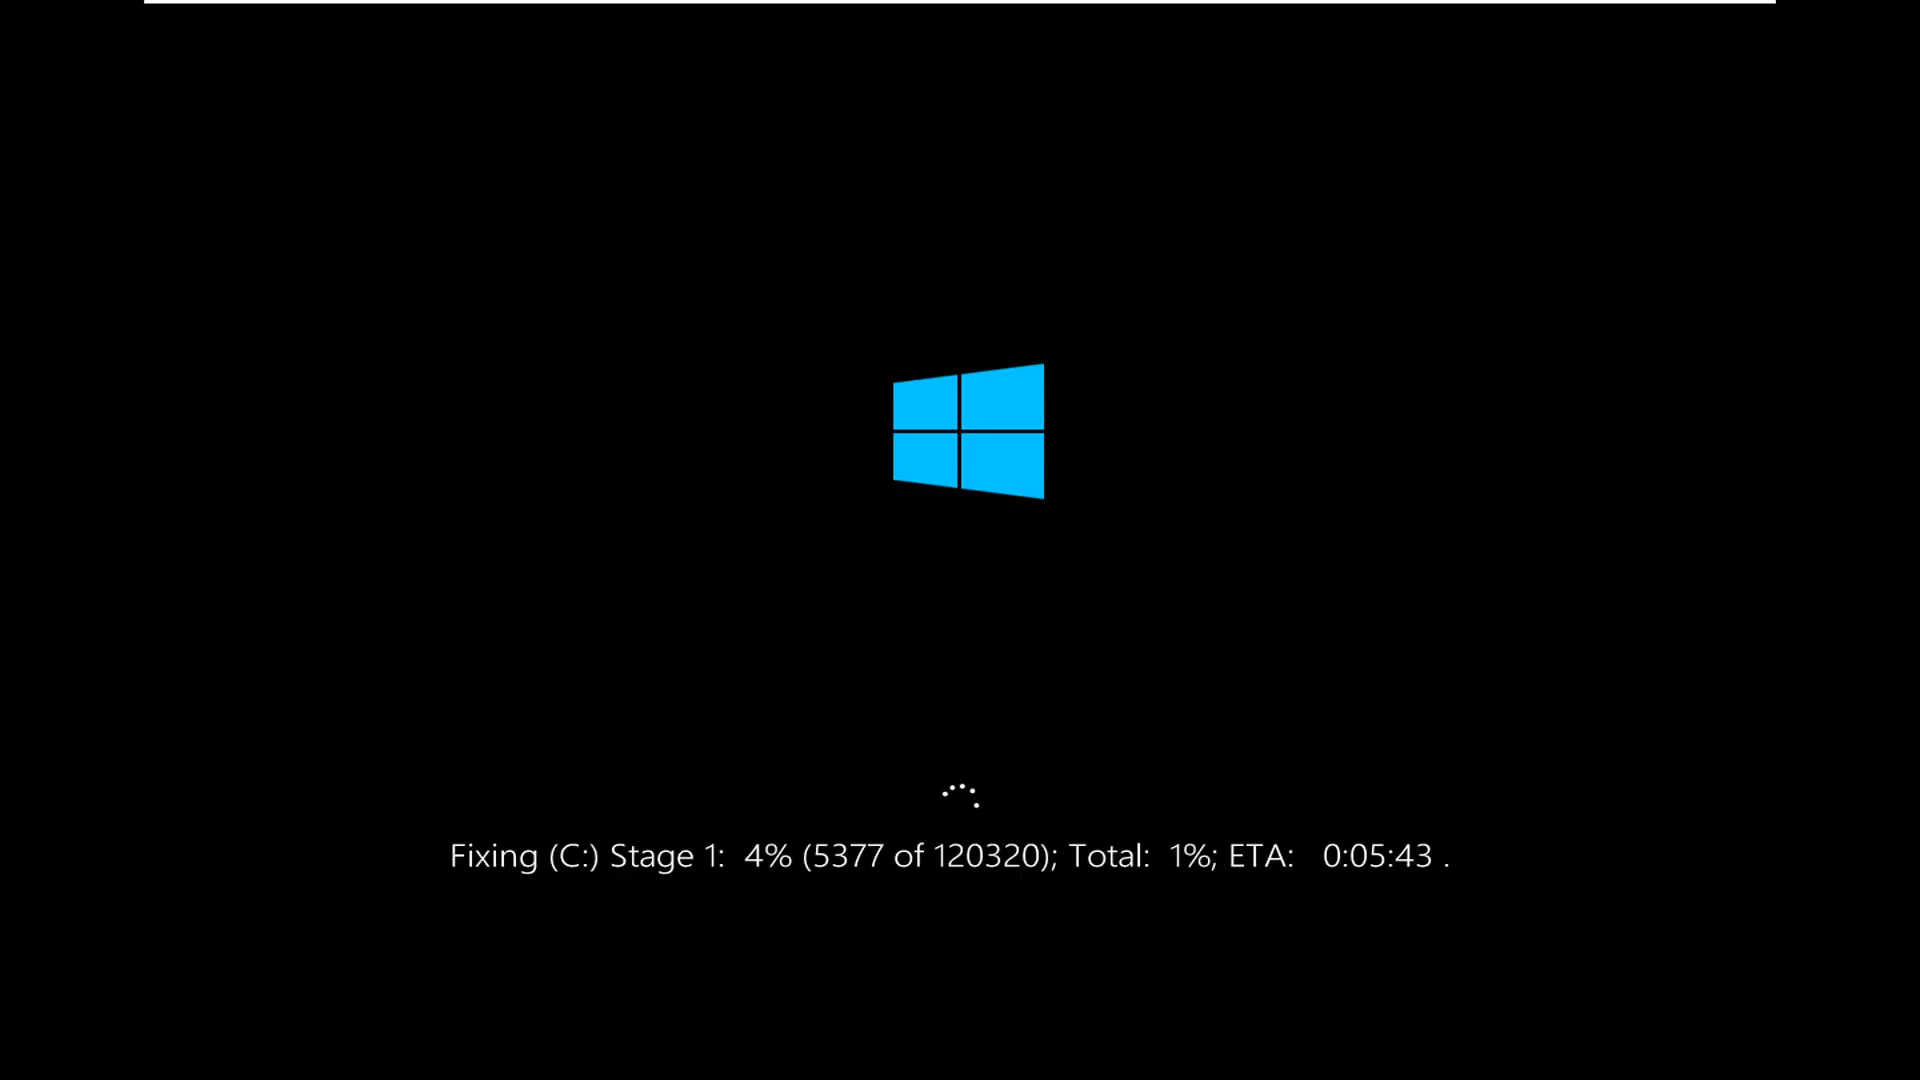 Fixing (C:) Stage 1:  4% (5377 of 120320); Total:  1%; ETA:   0:05:43 .